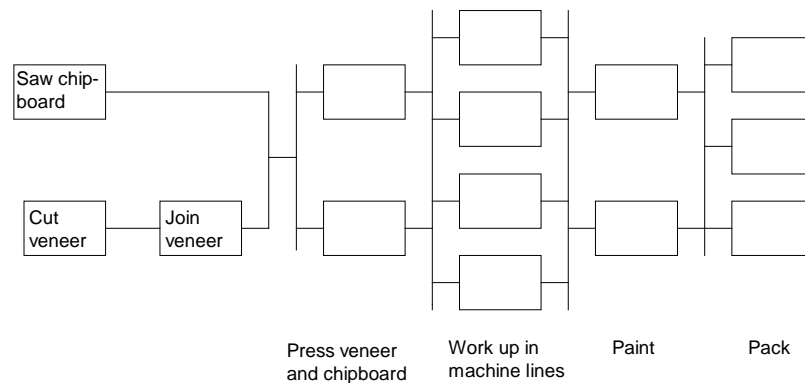 Saw chip-
board
Cut
veneer
Join
veneer
Press veneer
and chipboard
Work up in
machine lines
Paint
Pack